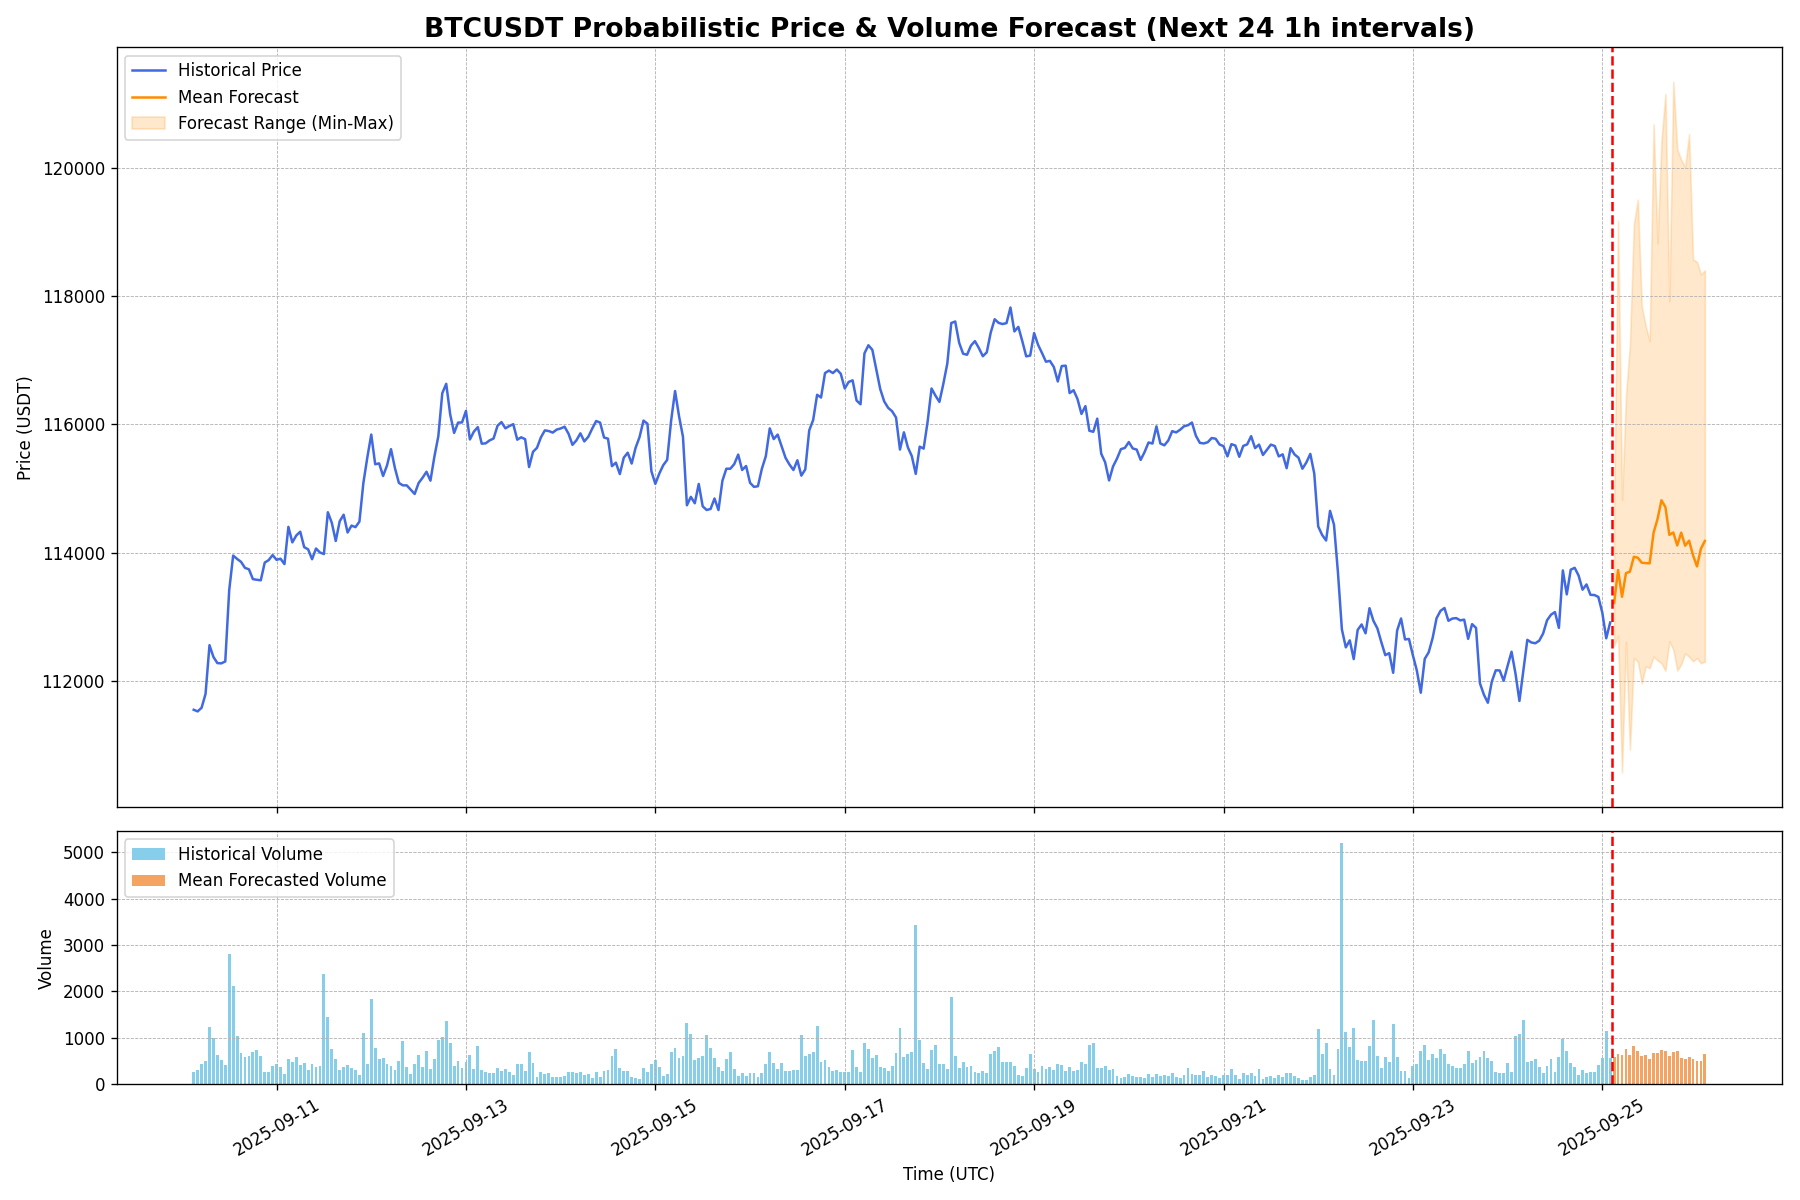 BTCUSDT Probabilistic Price & Volume Forecast (Next 24 1h intervals)
Historical Price
Mean Forecast
Forecast Range (Min-Max)
Price (USDT)
120000
118000
116000
114000
112000
Historical Volume
Mean Forecasted Volume
Volume
5000
4000
3000
2000
1000
0
2025-09-11
2025-09-13
2025-09-15
2025-09-17
2025-09-19
2025-09-21
2025-09-23
2025-09-25
Time (UTC)